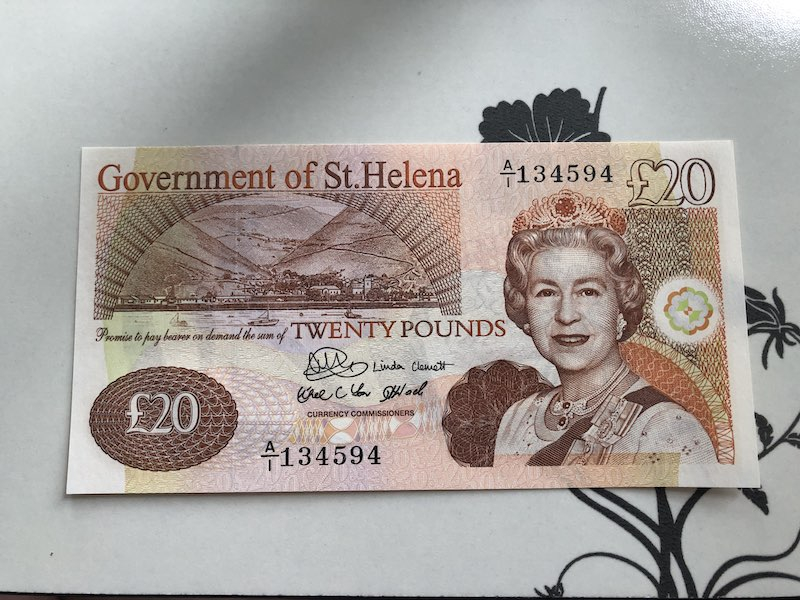 Government of St.Helena
A/1 134594
£20
Promise to pay bearer on demand the sum of TWENTY POUNDS
Linda Clemett
CURRENCY COMMISSIONERS
£20
A/1 134594